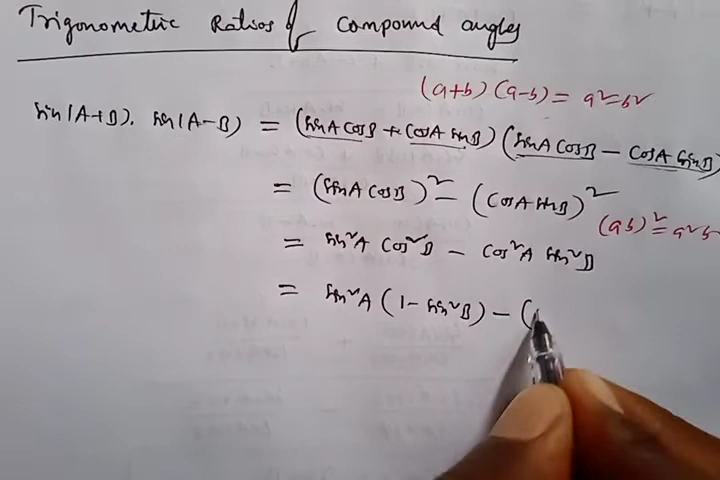 Trigonometric Ratios of Compound angles
(a+b) (a-b) = a²-b²
sin(A+B). sin(A-B) = (sinA cosB + cosA sinB) (sinA cosB - cosA sinB)
= (sinA cosB)² - (cosA sinB)²
(ab)² = a²b
= sin²A cos²B - cos²A sin²B
= sin²A (1 - sin²B) - (